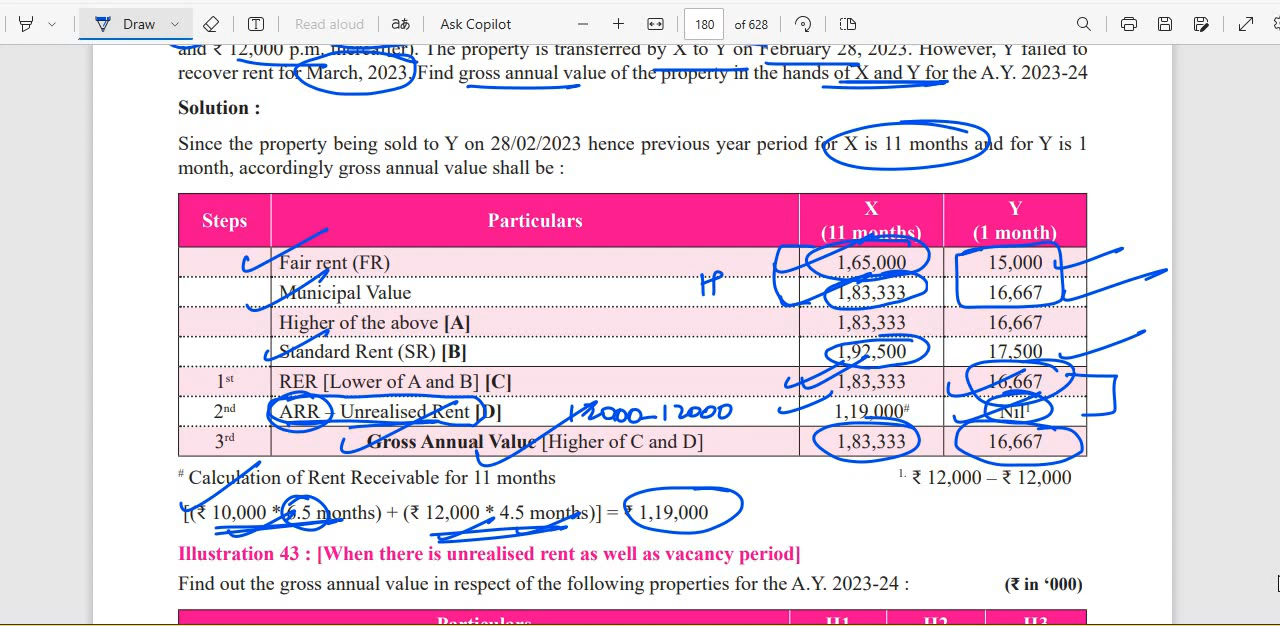 Draw
Read aloud
aあ
Ask Copilot
180 of 628
and ₹ 12,000 p.m. thereafter). The property is transferred by X to Y on February 28, 2023. However, Y failed to
recover rent for March, 2023. Find gross annual value of the property in the hands of X and Y for the A.Y. 2023-24
Solution :
Since the property being sold to Y on 28/02/2023 hence previous year period for X is 11 months and for Y is 1
month, accordingly gross annual value shall be :
Steps Particulars X (11 months) Y (1 month)
Fair rent (FR) 1,65,000 15,000
Municipal Value 1,83,333 16,667
Higher of the above [A] 1,83,333 16,667
Standard Rent (SR) [B] 1,92,500 17,500
1st RER [Lower of A and B] [C] 1,83,333 16,667
2nd ARR – Unrealised Rent [D] 12000-12000 1,19,000# Nil1
3rd Gross Annual Value [Higher of C and D] 1,83,333 16,667
# Calculation of Rent Receivable for 11 months 1. ₹ 12,000 – ₹ 12,000
[(₹ 10,000 * 6.5 months) + (₹ 12,000 * 4.5 months)] = ₹ 1,19,000
Illustration 43 : [When there is unrealised rent as well as vacancy period]
Find out the gross annual value in respect of the following properties for the A.Y. 2023-24 : (₹ in ‘000)
Particulars H1 H2 H3